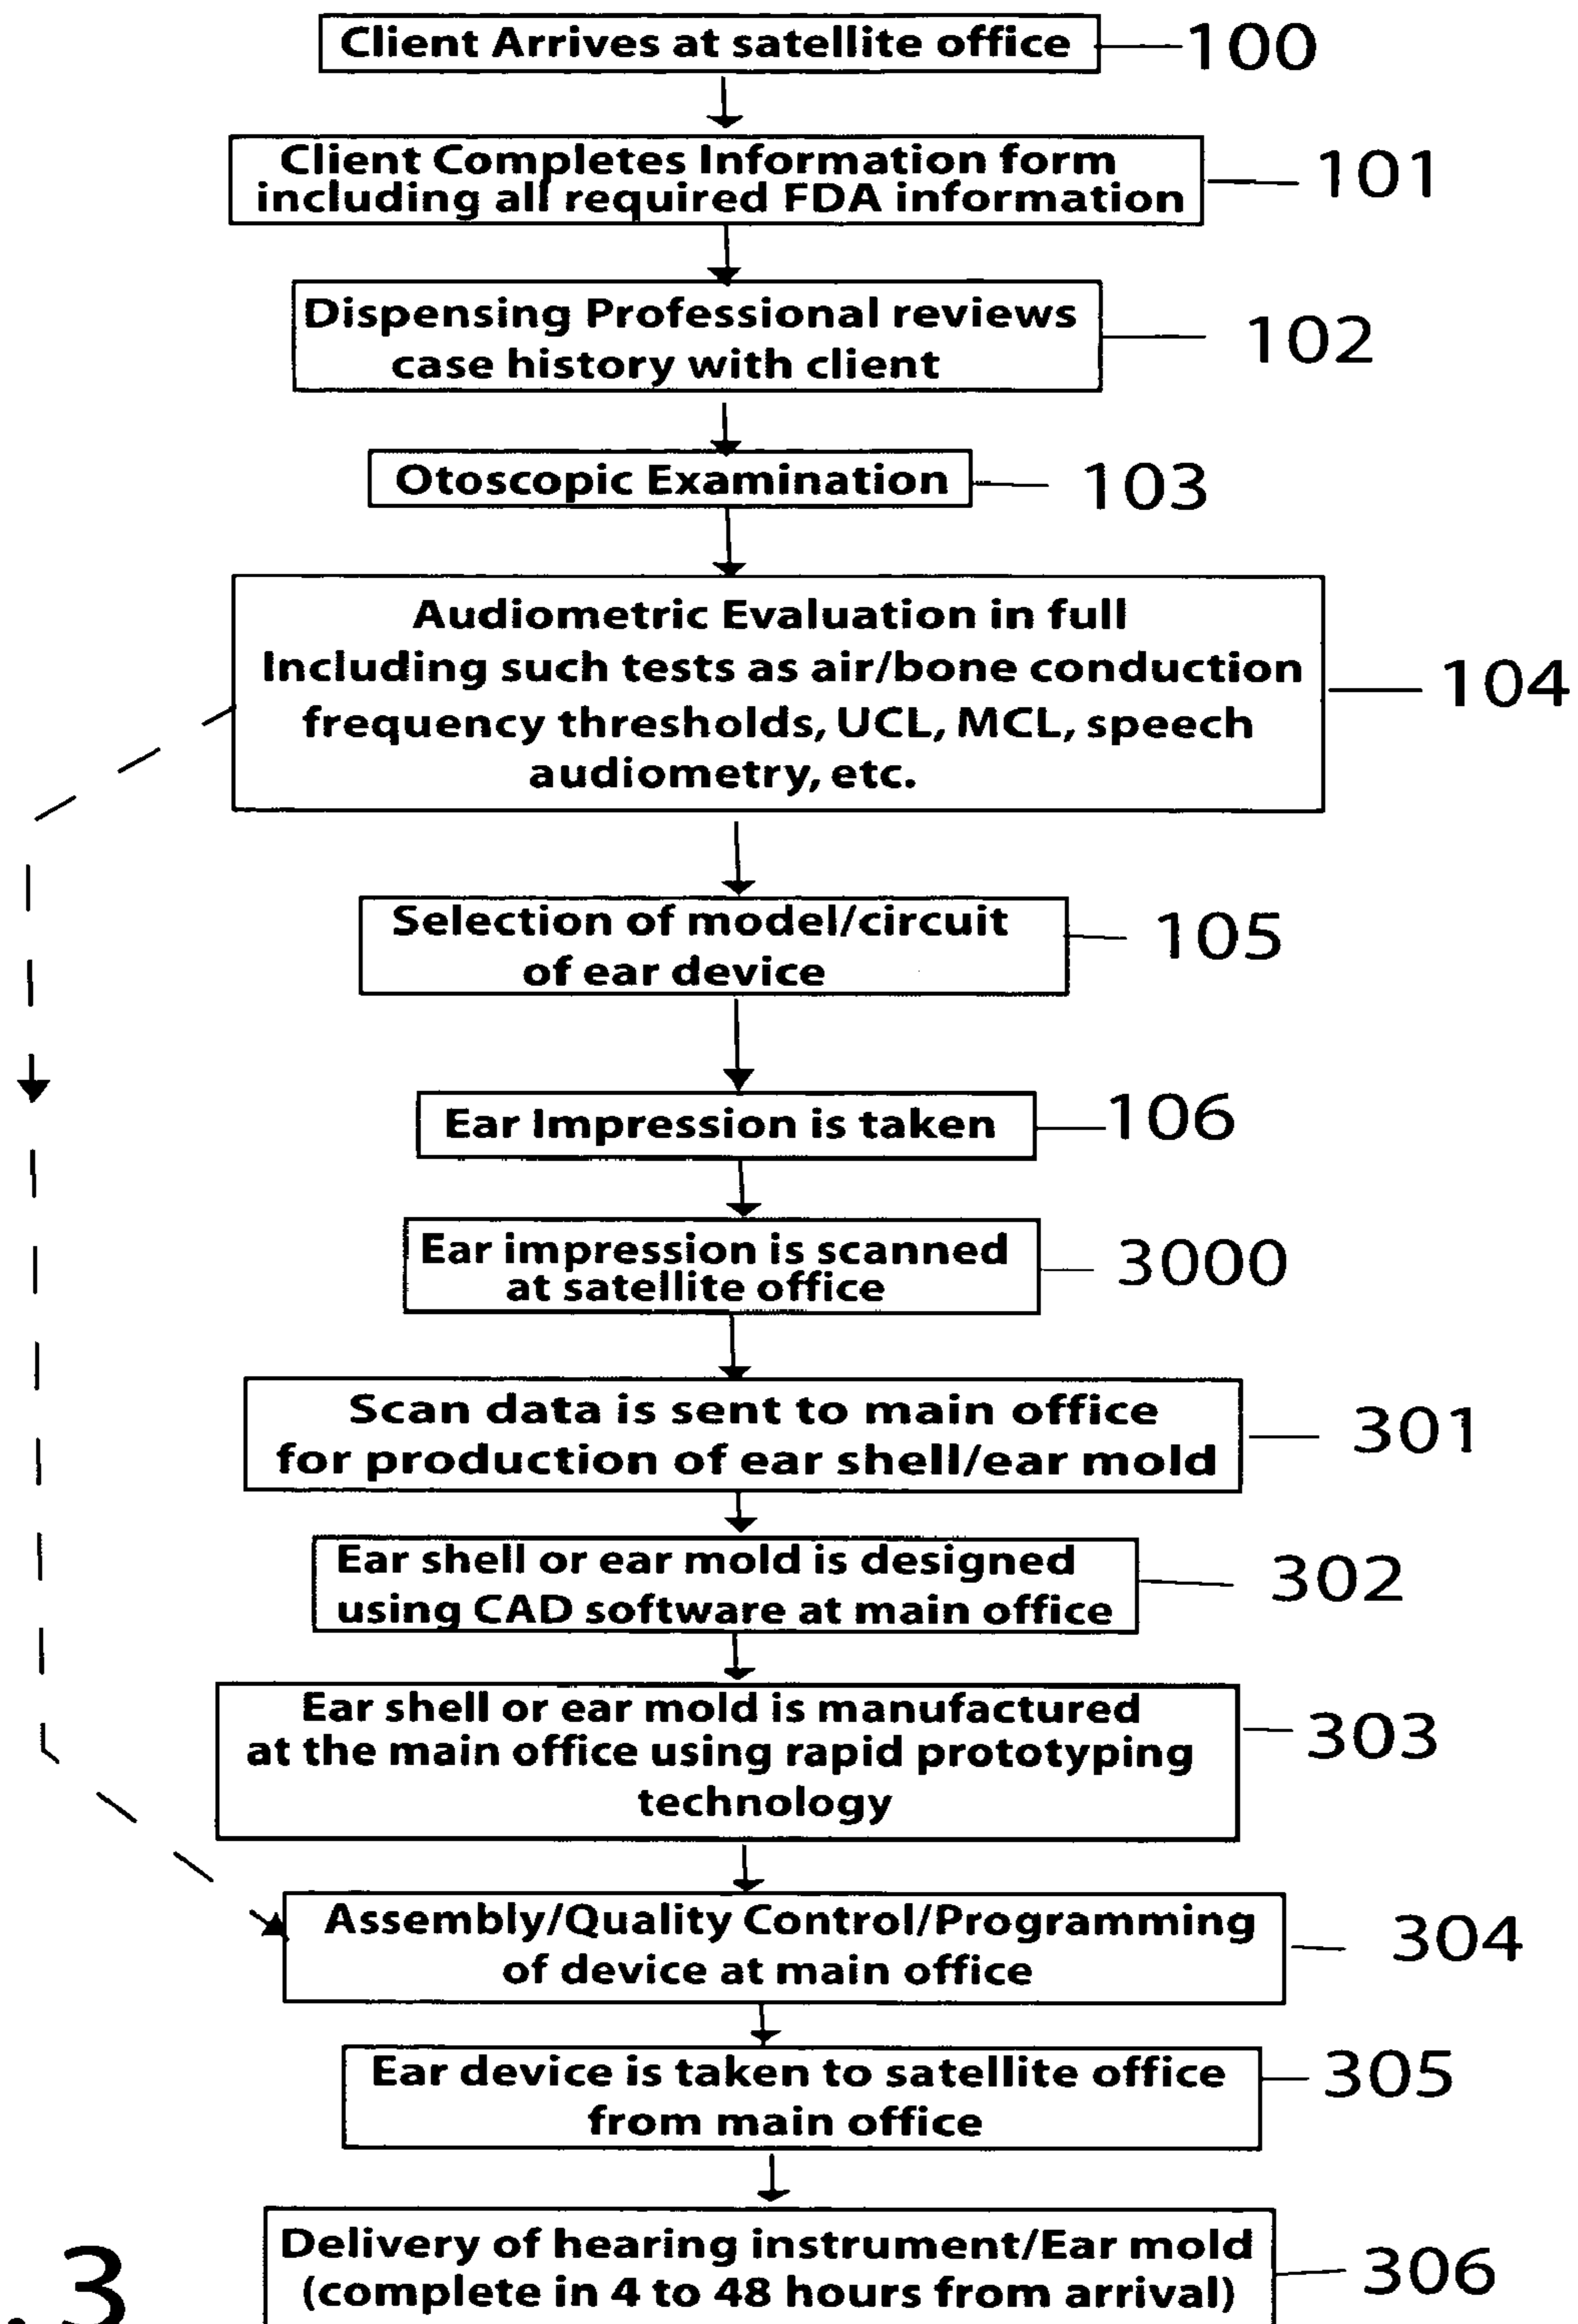 Client Arrives at satellite office
100
Client Completes Information form
including all required FDA information
101
Dispensing Professional reviews
case history with client
102
Otoscopic Examination
103
Audiometric Evaluation in full
Including such tests as air/bone conduction
frequency thresholds, UCL, MCL, speech
audiometry, etc.
104
Selection of model/circuit
of ear device
105
Ear Impression is taken
106
Ear impression is scanned
at satellite office
3000
Scan data is sent to main office
for production of ear shell/ear mold
301
Ear shell or ear mold is designed
using CAD software at main office
302
Ear shell or ear mold is manufactured
at the main office using rapid prototyping
technology
303
Assembly/Quality Control/Programming
of device at main office
304
Ear device is taken to satellite office
from main office
305
Delivery of hearing instrument/Ear mold
(complete in 4 to 48 hours from arrival)
306
. 3